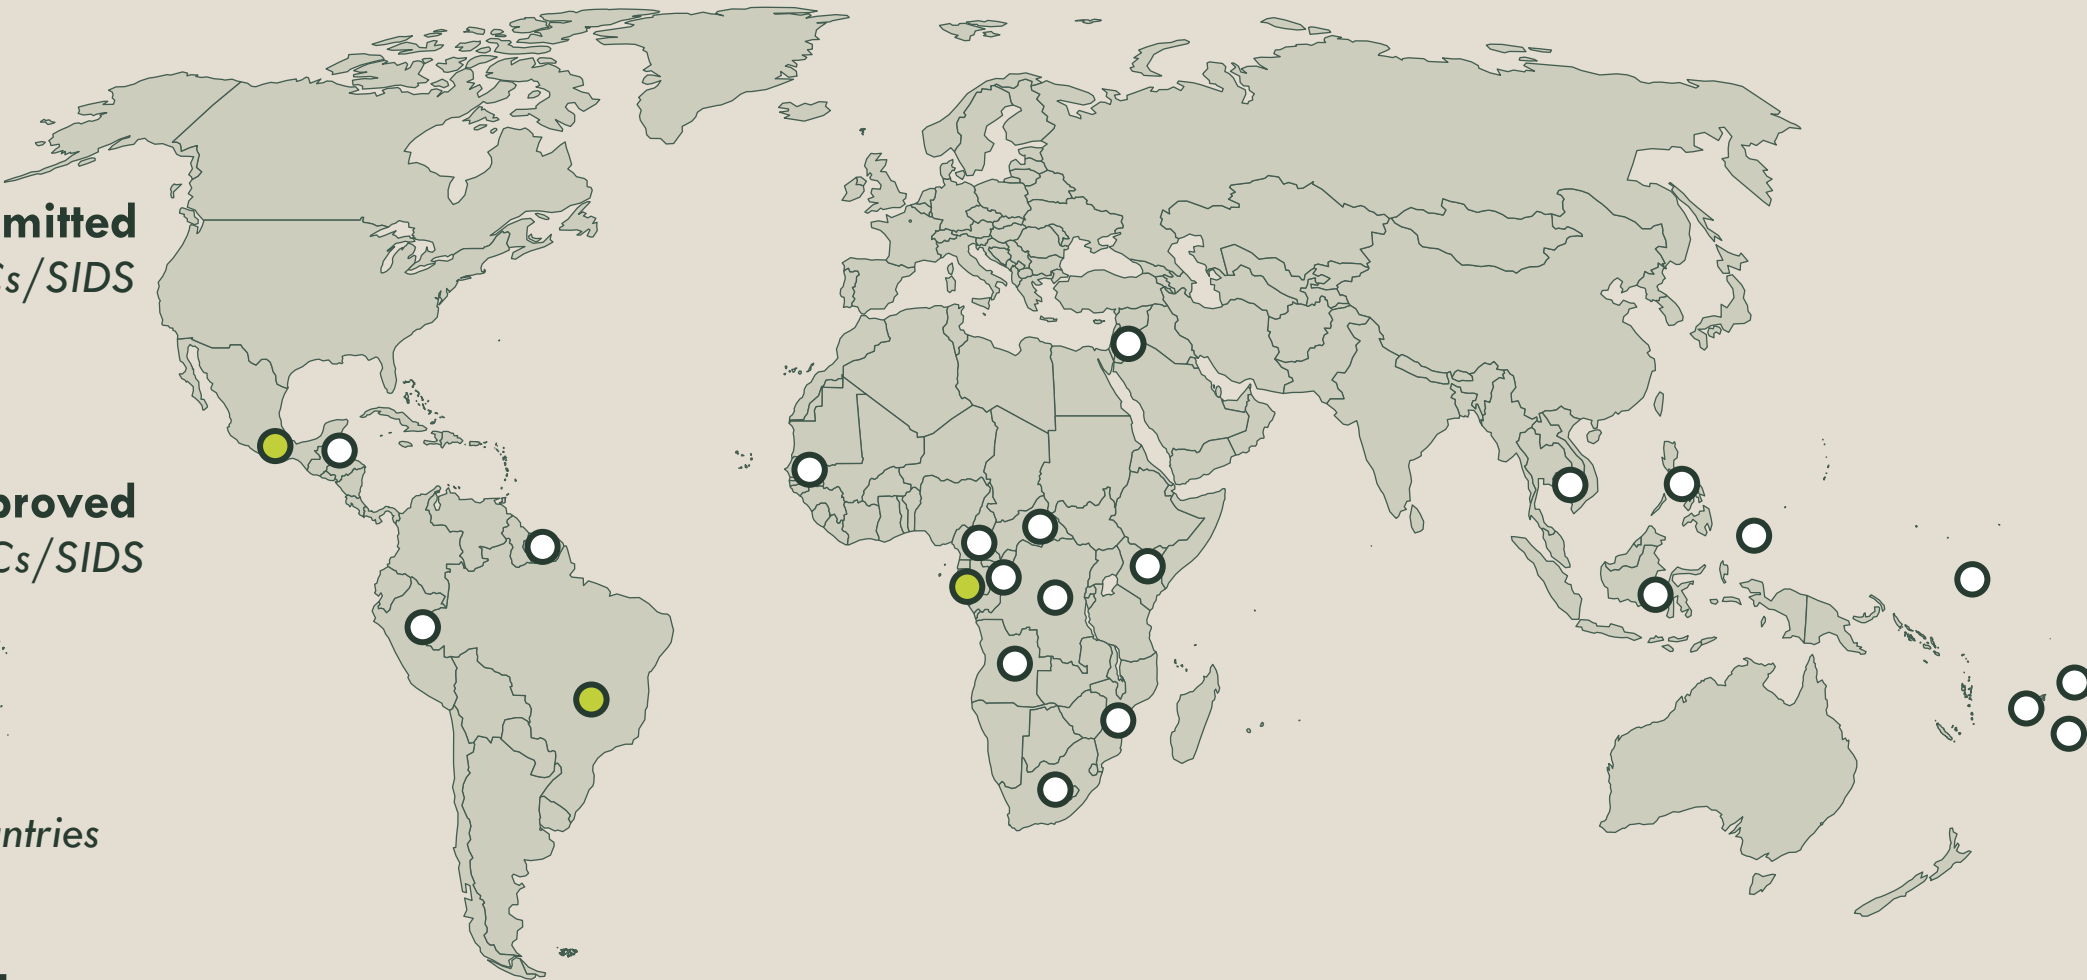 mitted
Cs/SIDS
proved
Cs/SIDS
ntries